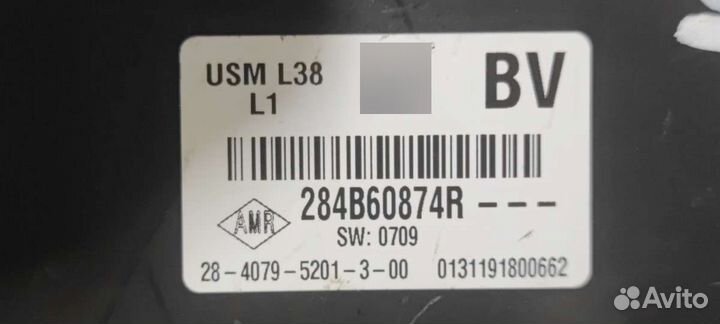 USM L38
L1
BV
284B60874R ---
AMR
SW: 0709
28-4079-5201-3-00 0131191800662
Avito